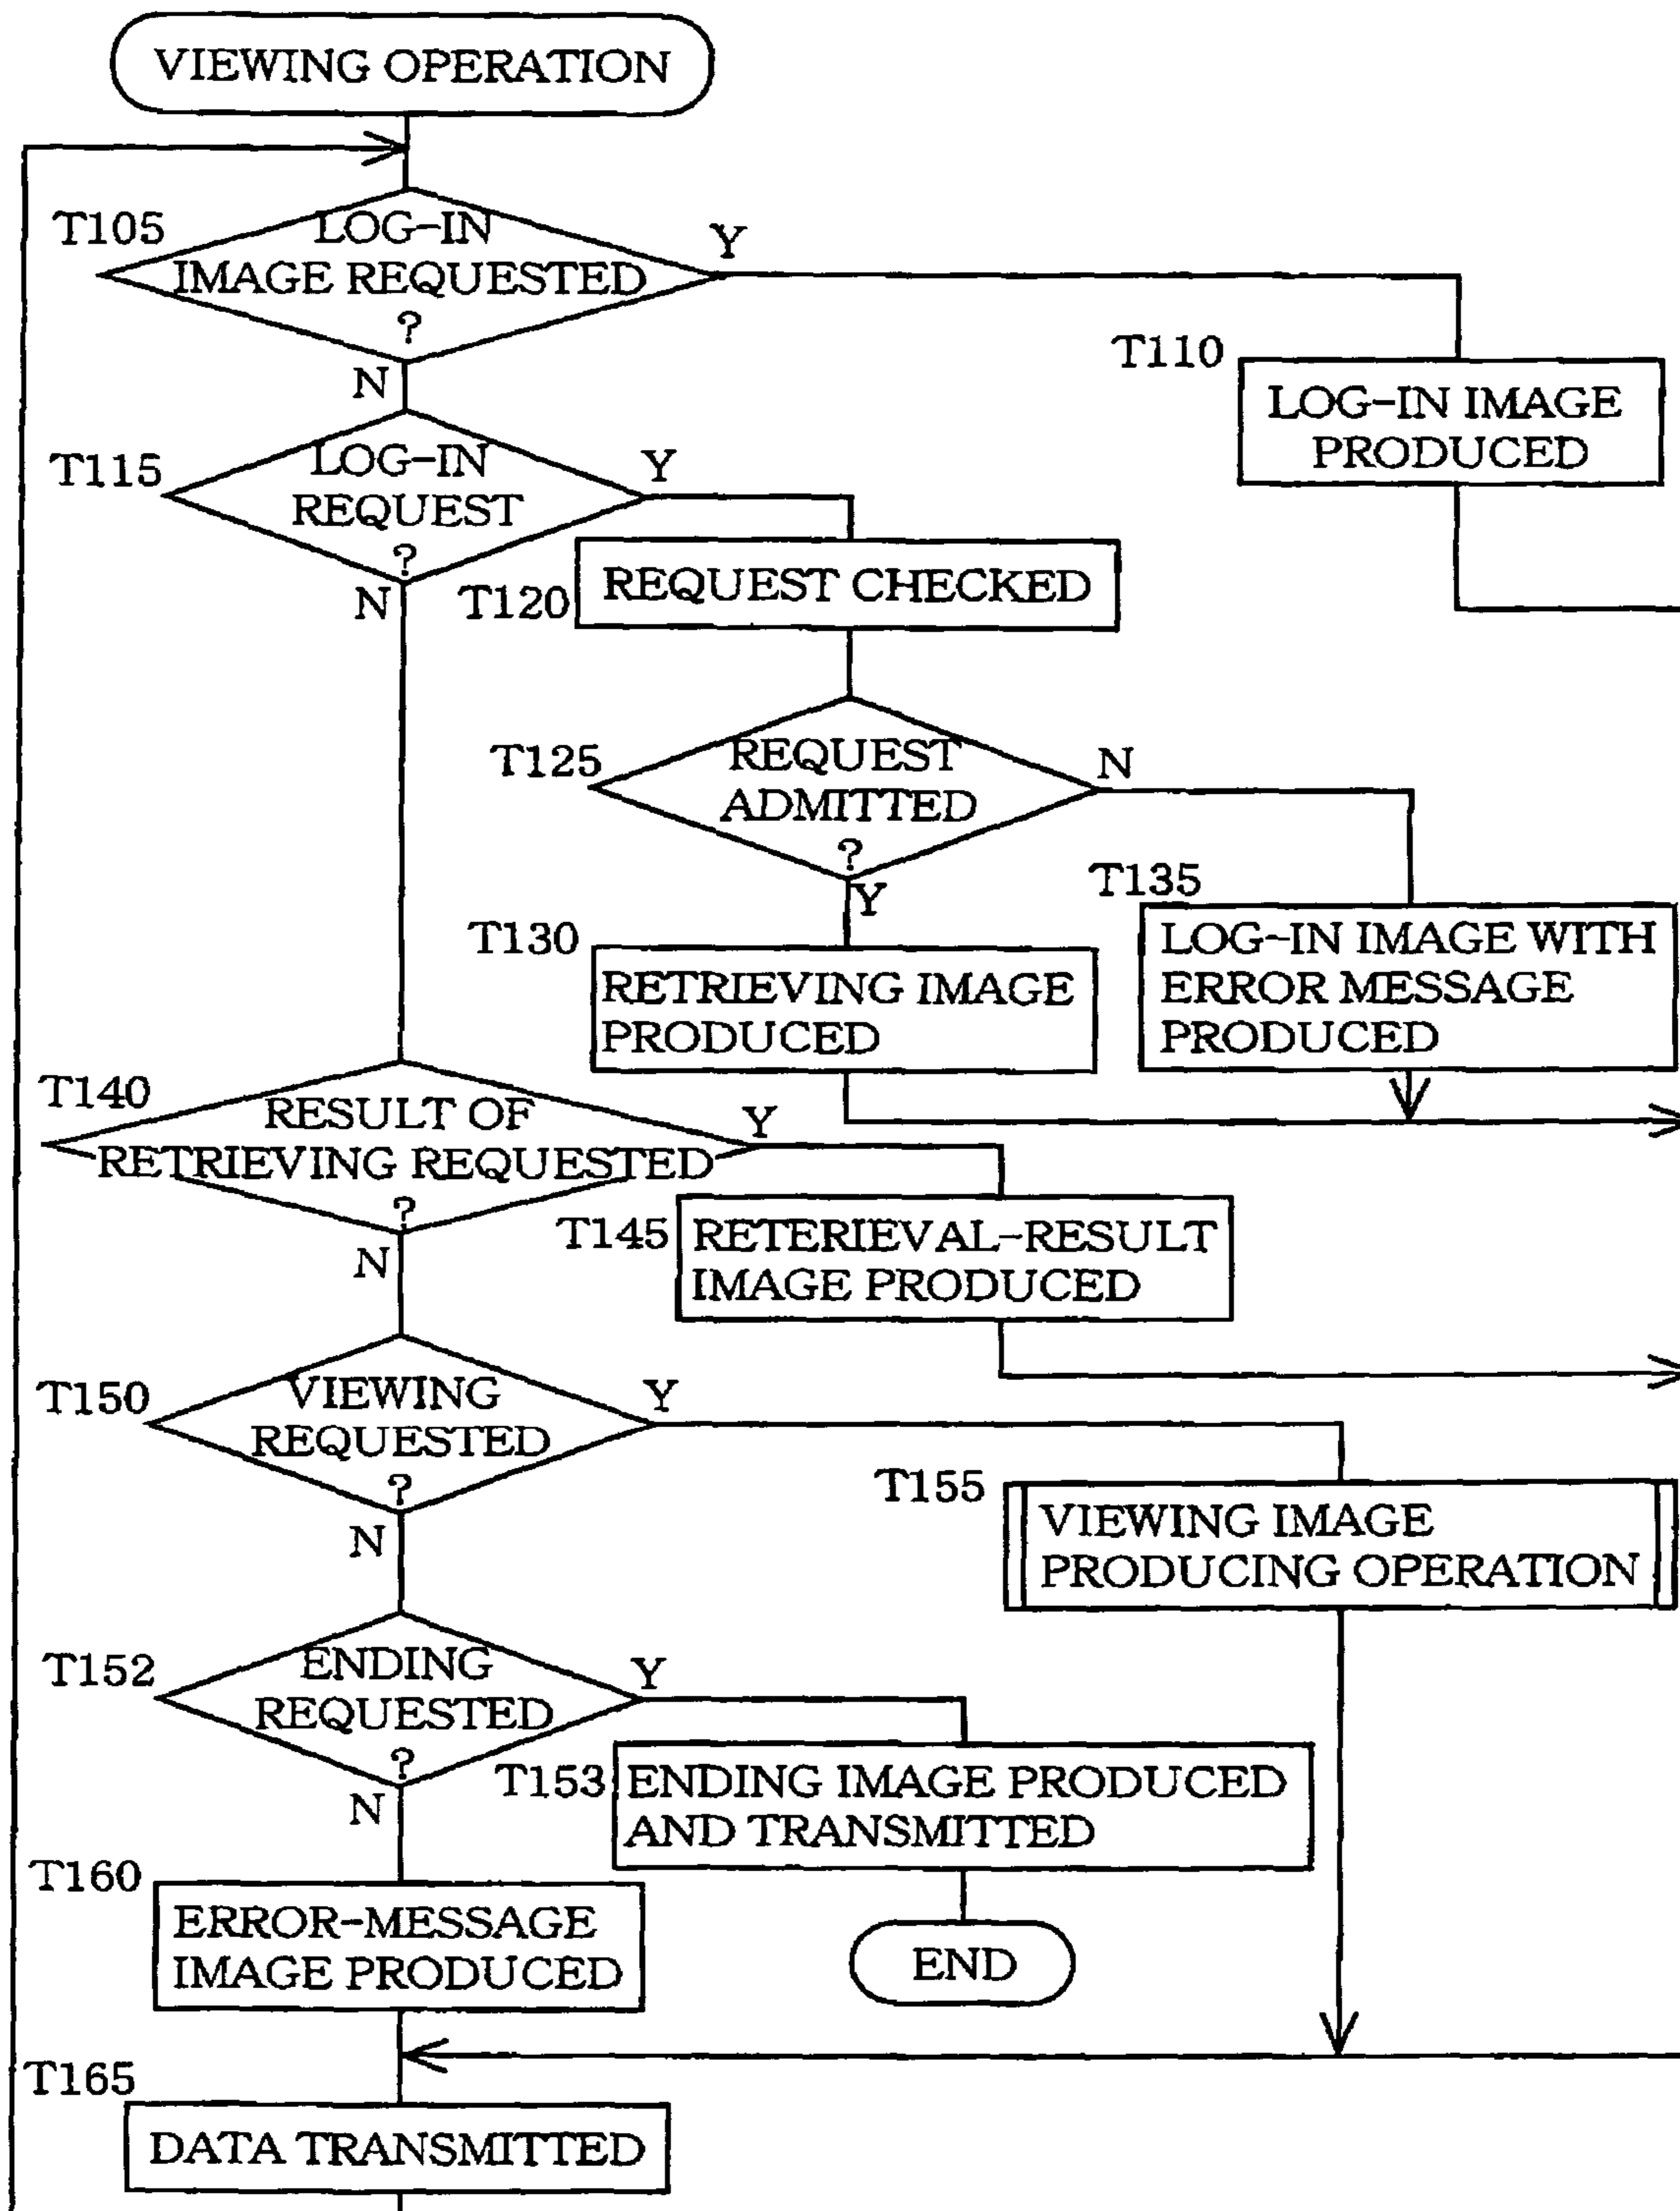 VIEWING OPERATION
T105
LOG-IN
IMAGE REQUESTED
?
Y
N
T110
LOG-IN IMAGE
PRODUCED
T115
LOG-IN
REQUEST
?
Y
N
T120
REQUEST CHECKED
T125
REQUEST
ADMITTED
?
N
Y
T130
RETRIEVING IMAGE
PRODUCED
T135
LOG-IN IMAGE WITH
ERROR MESSAGE
PRODUCED
T140
RESULT OF
RETRIEVING REQUESTED
?
Y
N
T145
RETERIEVAL-RESULT
IMAGE PRODUCED
T150
VIEWING
REQUESTED
?
Y
N
T155
VIEWING IMAGE
PRODUCING OPERATION
T152
ENDING
REQUESTED
?
Y
N
T153
ENDING IMAGE PRODUCED
AND TRANSMITTED
END
T160
ERROR-MESSAGE
IMAGE PRODUCED
T165
DATA TRANSMITTED